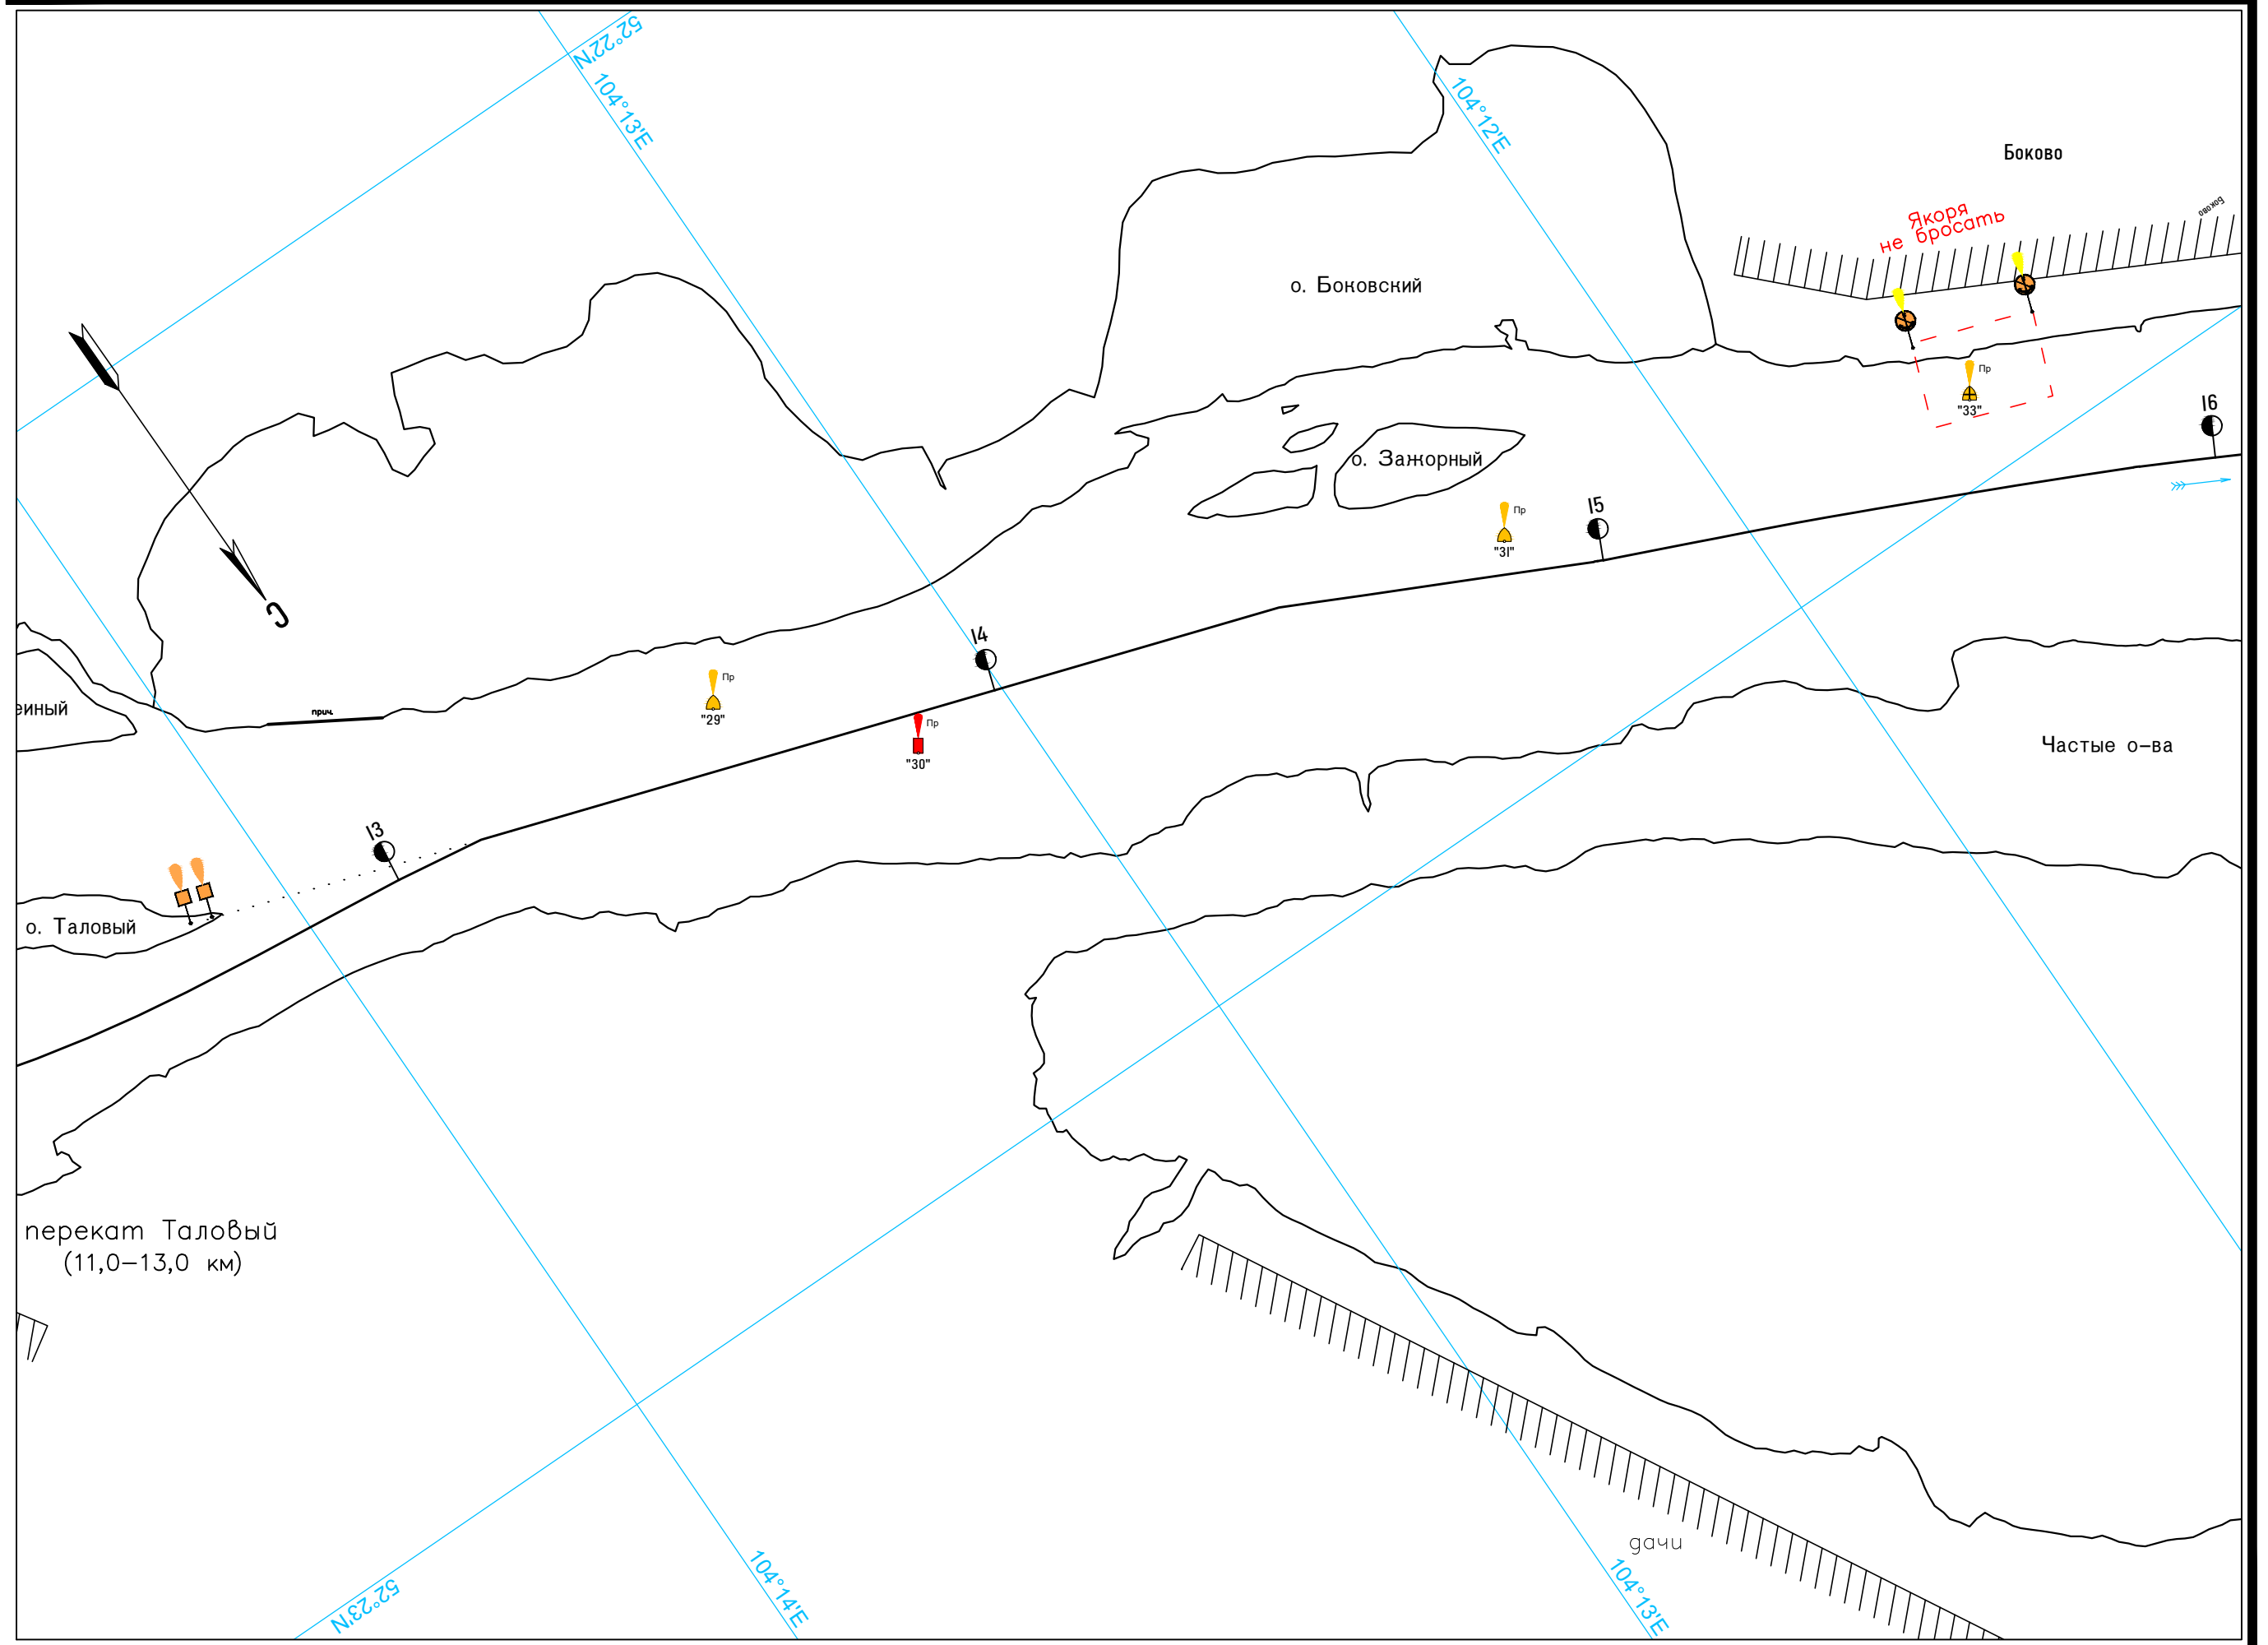 52°22'N
104°13'E
104°12'E
Боково
Боково
Якоря
не бросать
о. Боковский
Пр
"33"
16
о. Зажорный
15
Пр
"31"
С
14
Пр
"29"
Пр
"30"
прич.
еиный
Частые о-ва
13
о. Таловый
перекат Таловый
(11,0-13,0 км)
дачи
52°23'N
104°14'E
104°13'E